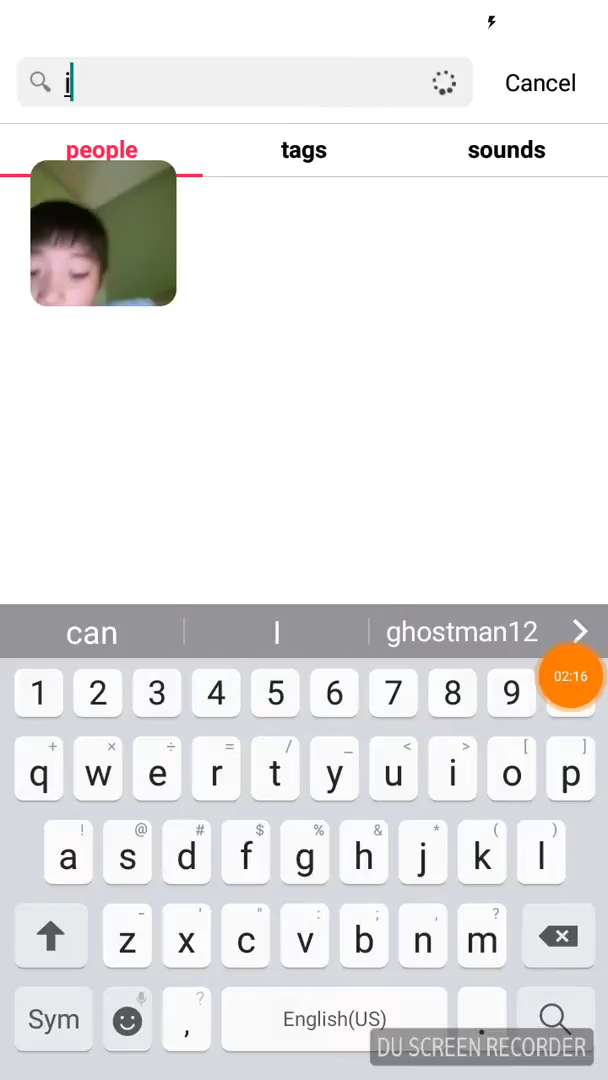 i
Cancel
people tags sounds
can I ghostman12
1 2 3 4 5 6 7 8 9
02:16
+ × ÷ = / _ < > [ ]
q w e r t y u i o p
! @ # $ % & * ( )
a s d f g h j k l
- ' " : ; , ?
z x c v b n m
?
Sym , English(US) .
DU SCREEN RECORDER